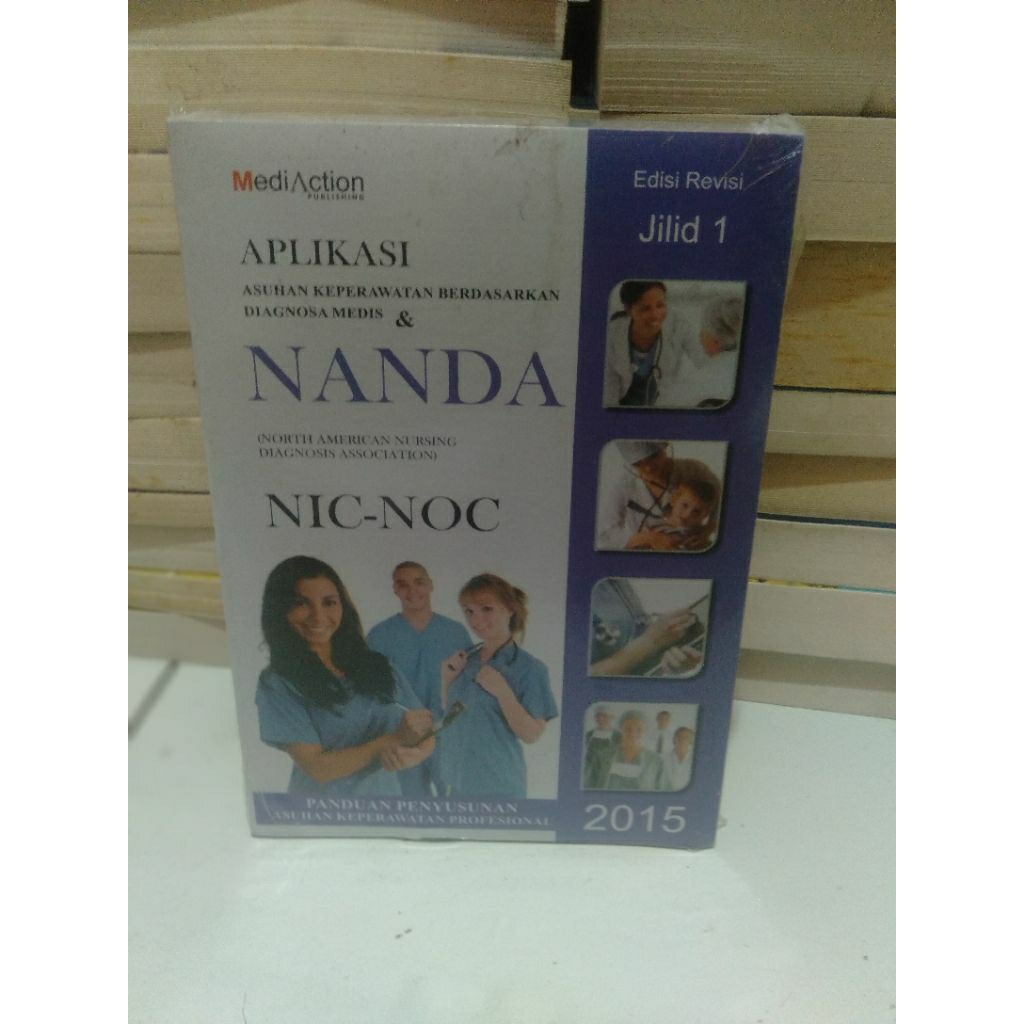 MediAction
PUBLISHING
APLIKASI
ASUHAN KEPERAWATAN BERDASARKAN
DIAGNOSA MEDIS &
NANDA
(NORTH AMERICAN NURSING
DIAGNOSIS ASSOCIATION)
NIC-NOC
PANDUAN PENYUSUNAN
ASUHAN KEPERAWATAN PROFESIONAL
Edisi Revisi
Jilid 1
2015